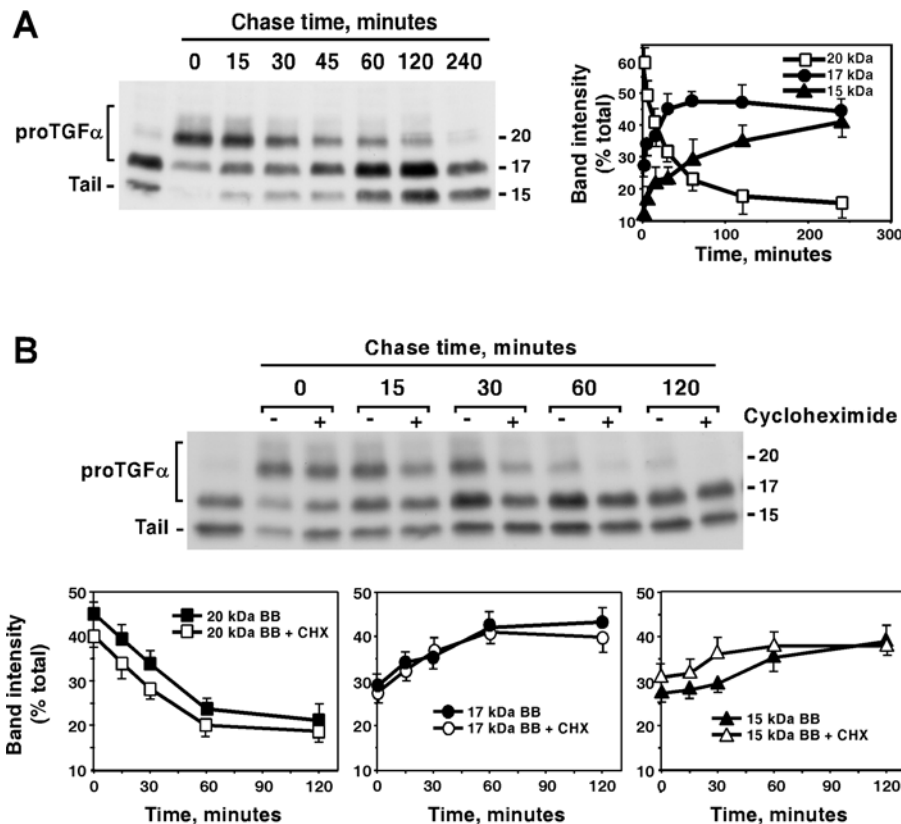 A
Chase time, minutes
0 15 30 45 60 120 240
proTGFα
Tail -
- 20
- 17
- 15
Band intensity
(% total)
60
50
40
30
20
10
20 kDa
17 kDa
15 kDa
0 100 200 300
Time, minutes
B
Chase time, minutes
0 15 30 60 120
- + - + - + - + - + Cycloheximide
proTGFα
Tail -
- 20
- 17
- 15
Band intensity
(% total)
50
40
30
20
10
20 kDa BB
20 kDa BB + CHX
0 30 60 90 120
Time, minutes
50
40
30
20
10
17 kDa BB
17 kDa BB + CHX
0 30 60 90 120
Time, minutes
50
40
30
20
10
15 kDa BB
15 kDa BB + CHX
0 30 60 90 120
Time, minutes